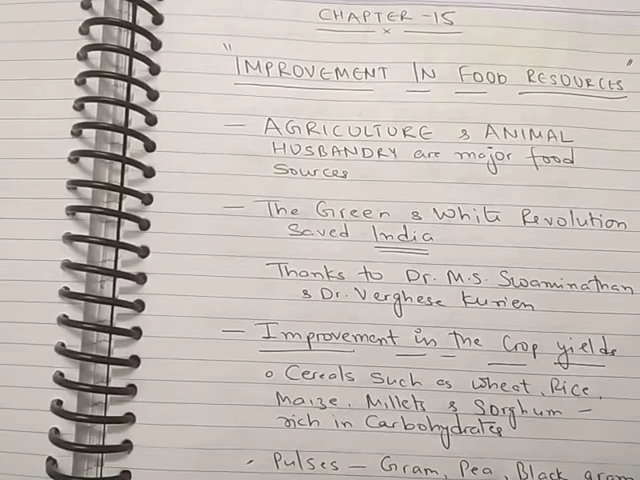 CHAPTER - 15
x
"IMPROVEMENT IN FOOD RESOURCES"
— AGRICULTURE & ANIMAL
HUSBANDRY are major food
sources
— The Green & White Revolution
saved India
Thanks to Dr. M.S. Swaminathan
& Dr. Verghese Kurien
— Improvement in the Crop yields
o Cereals such as wheat, Rice,
Maize, Millets & Sorghum —
rich in Carbohydrates
• Pulses — Gram, Pea, Black gram